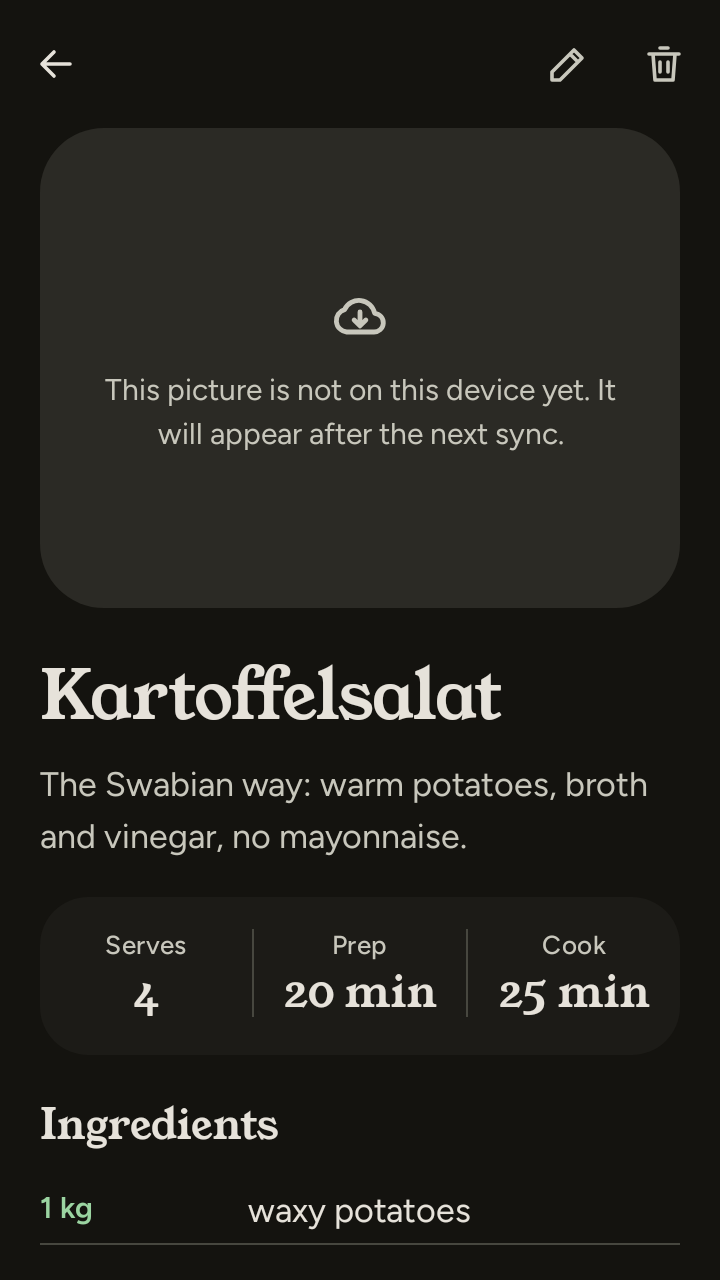 This picture is not on this device yet. It
will appear after the next sync.
Kartoffelsalat
The Swabian way: warm potatoes, broth
and vinegar, no mayonnaise.
Serves
4
Prep
20 min
Cook
25 min
Ingredients
1 kg waxy potatoes